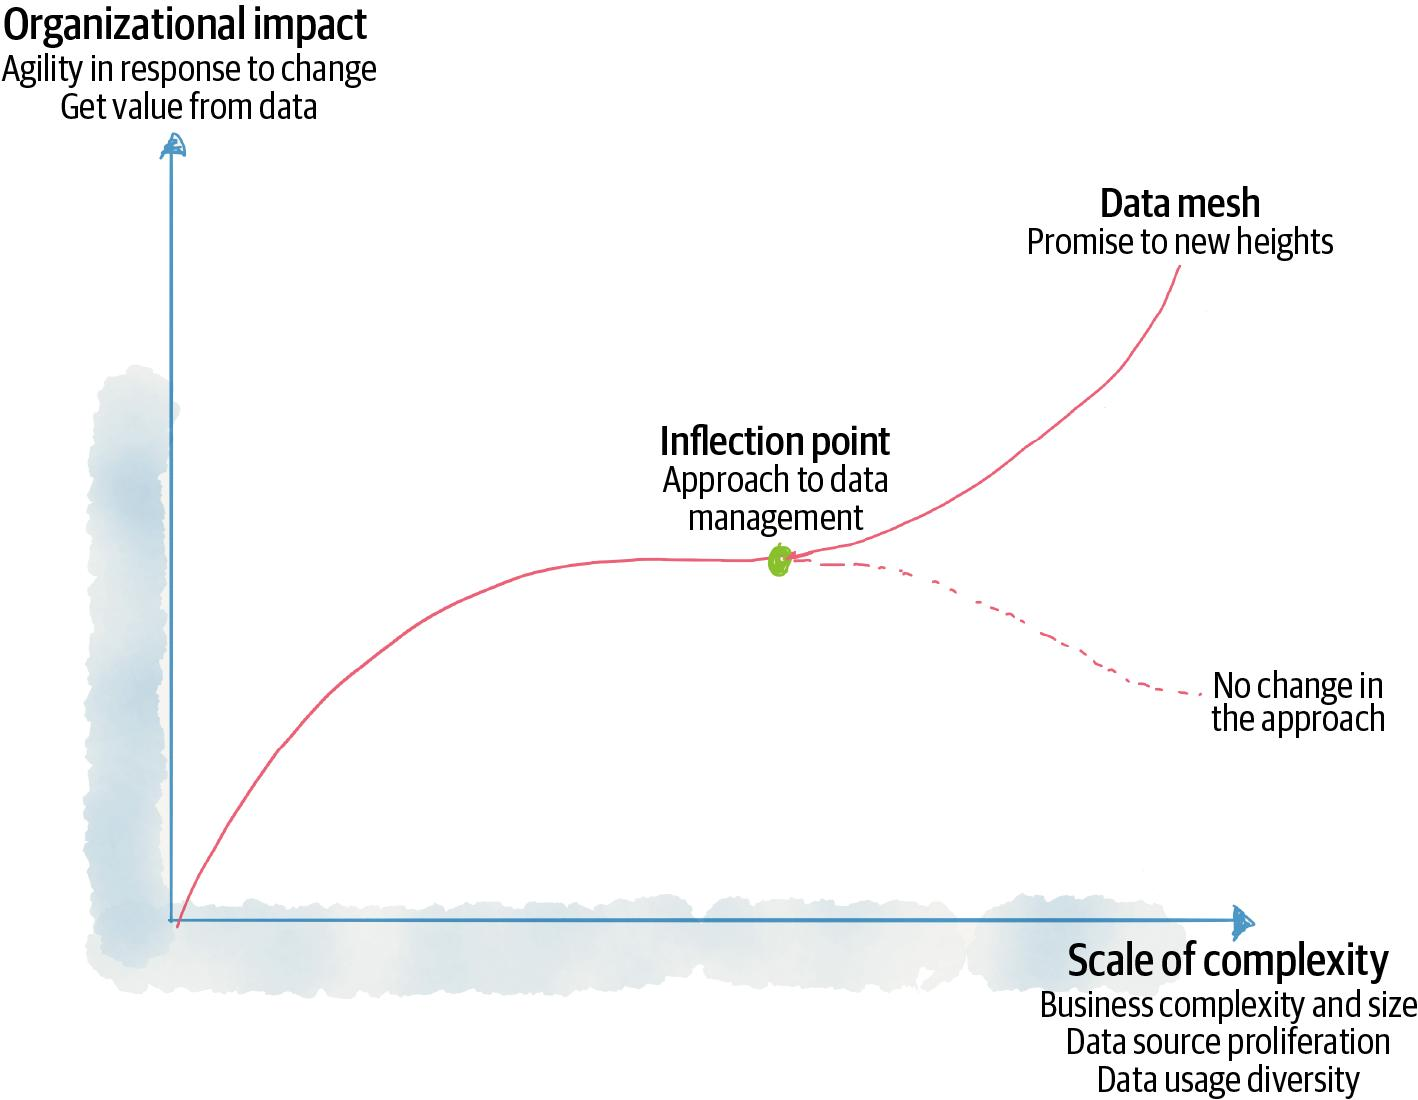 Organizational impact
Agility in response to change
Get value from data
Data mesh
Promise to new heights
Inflection point
Approach to data
management
No change in
the approach
Scale of complexity
Business complexity and size
Data source proliferation
Data usage diversity